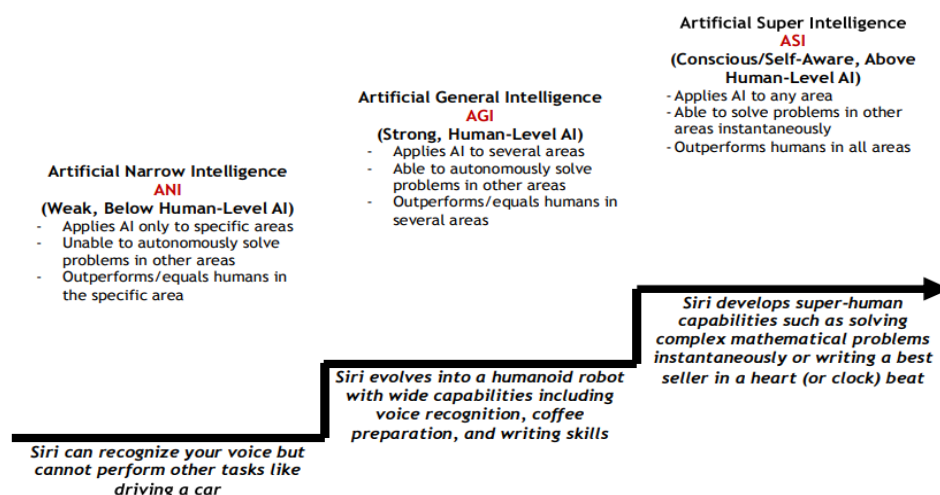 Artificial Narrow Intelligence
ANI
(Weak, Below Human-Level AI)
- Applies AI only to specific areas
- Unable to autonomously solve
problems in other areas
- Outperforms/equals humans in
the specific area
Siri can recognize your voice but
cannot perform other tasks like
driving a car
Artificial General Intelligence
AGI
(Strong, Human-Level AI)
- Applies AI to several areas
- Able to autonomously solve
problems in other areas
- Outperforms/equals humans in
several areas
Siri evolves into a humanoid robot
with wide capabilities including
voice recognition, coffee
preparation, and writing skills
Artificial Super Intelligence
ASI
(Conscious/Self-Aware, Above
Human-Level AI)
- Applies AI to any area
- Able to solve problems in other
areas instantaneously
- Outperforms humans in all areas
Siri develops super-human
capabilities such as solving
complex mathematical problems
instantaneously or writing a best
seller in a heart (or clock) beat